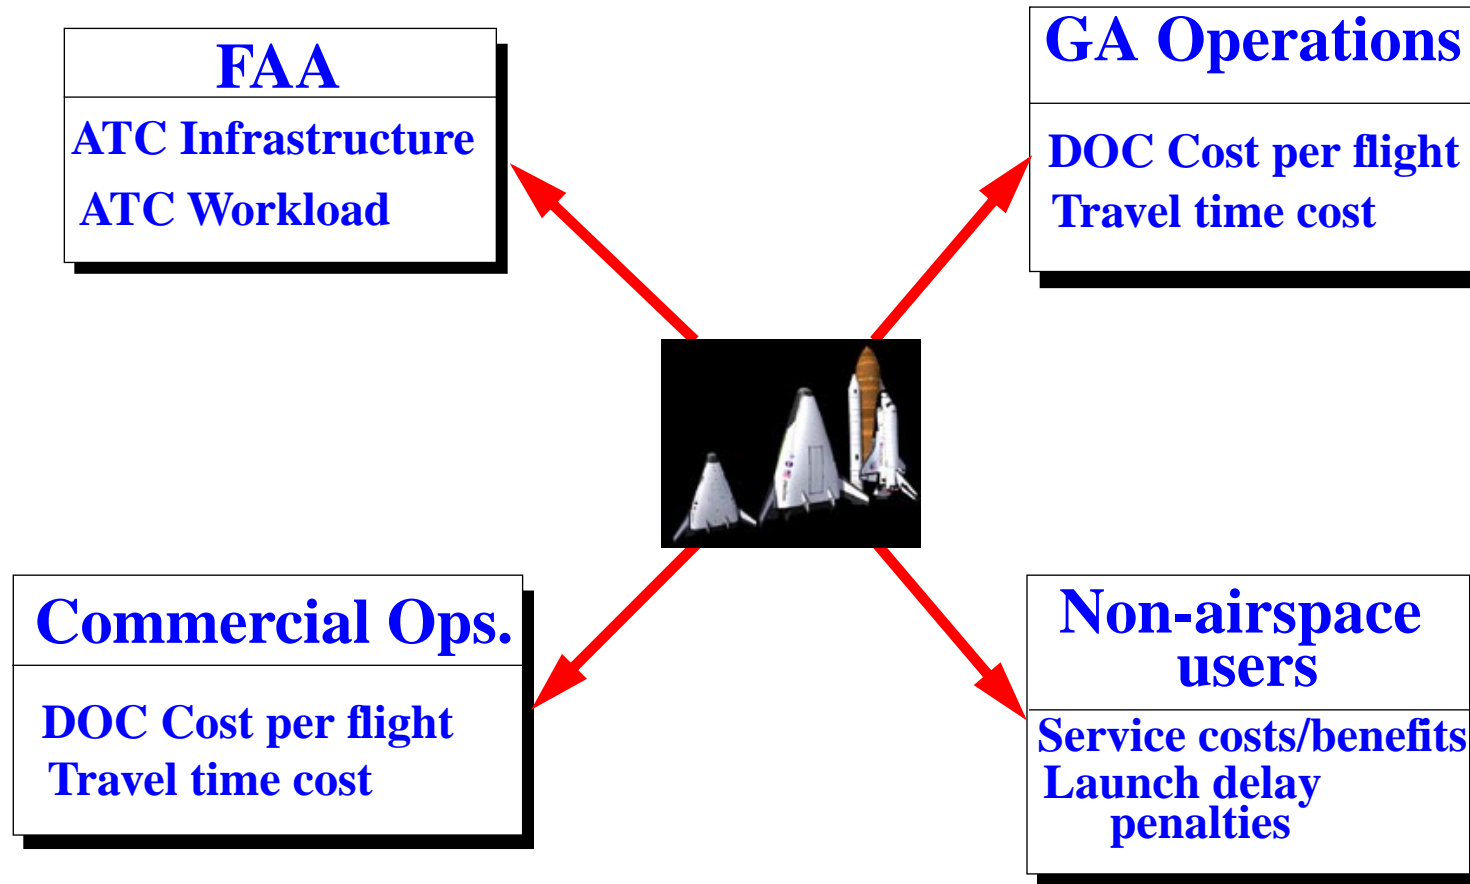 FAA
ATC Infrastructure
ATC Workload
GA Operations
DOC Cost per flight
Travel time cost
Commercial Ops.
DOC Cost per flight
Travel time cost
Non-airspace
users
Service costs/benefits
Launch delay
penalties